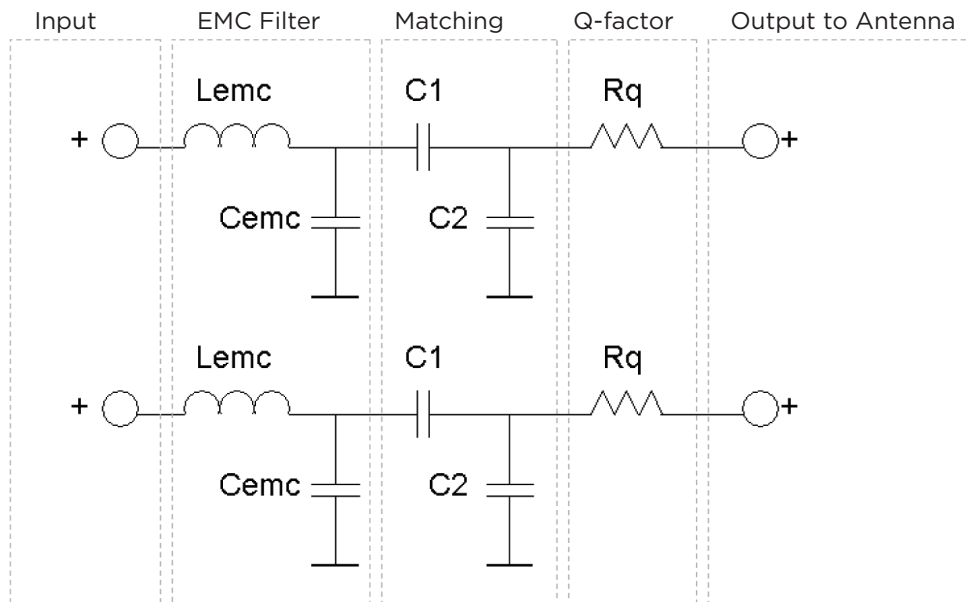 Input EMC Filter Matching Q-factor Output to Antenna
Lemc C1 Rq
+ +
Cemc C2
Lemc C1 Rq
+ +
Cemc C2